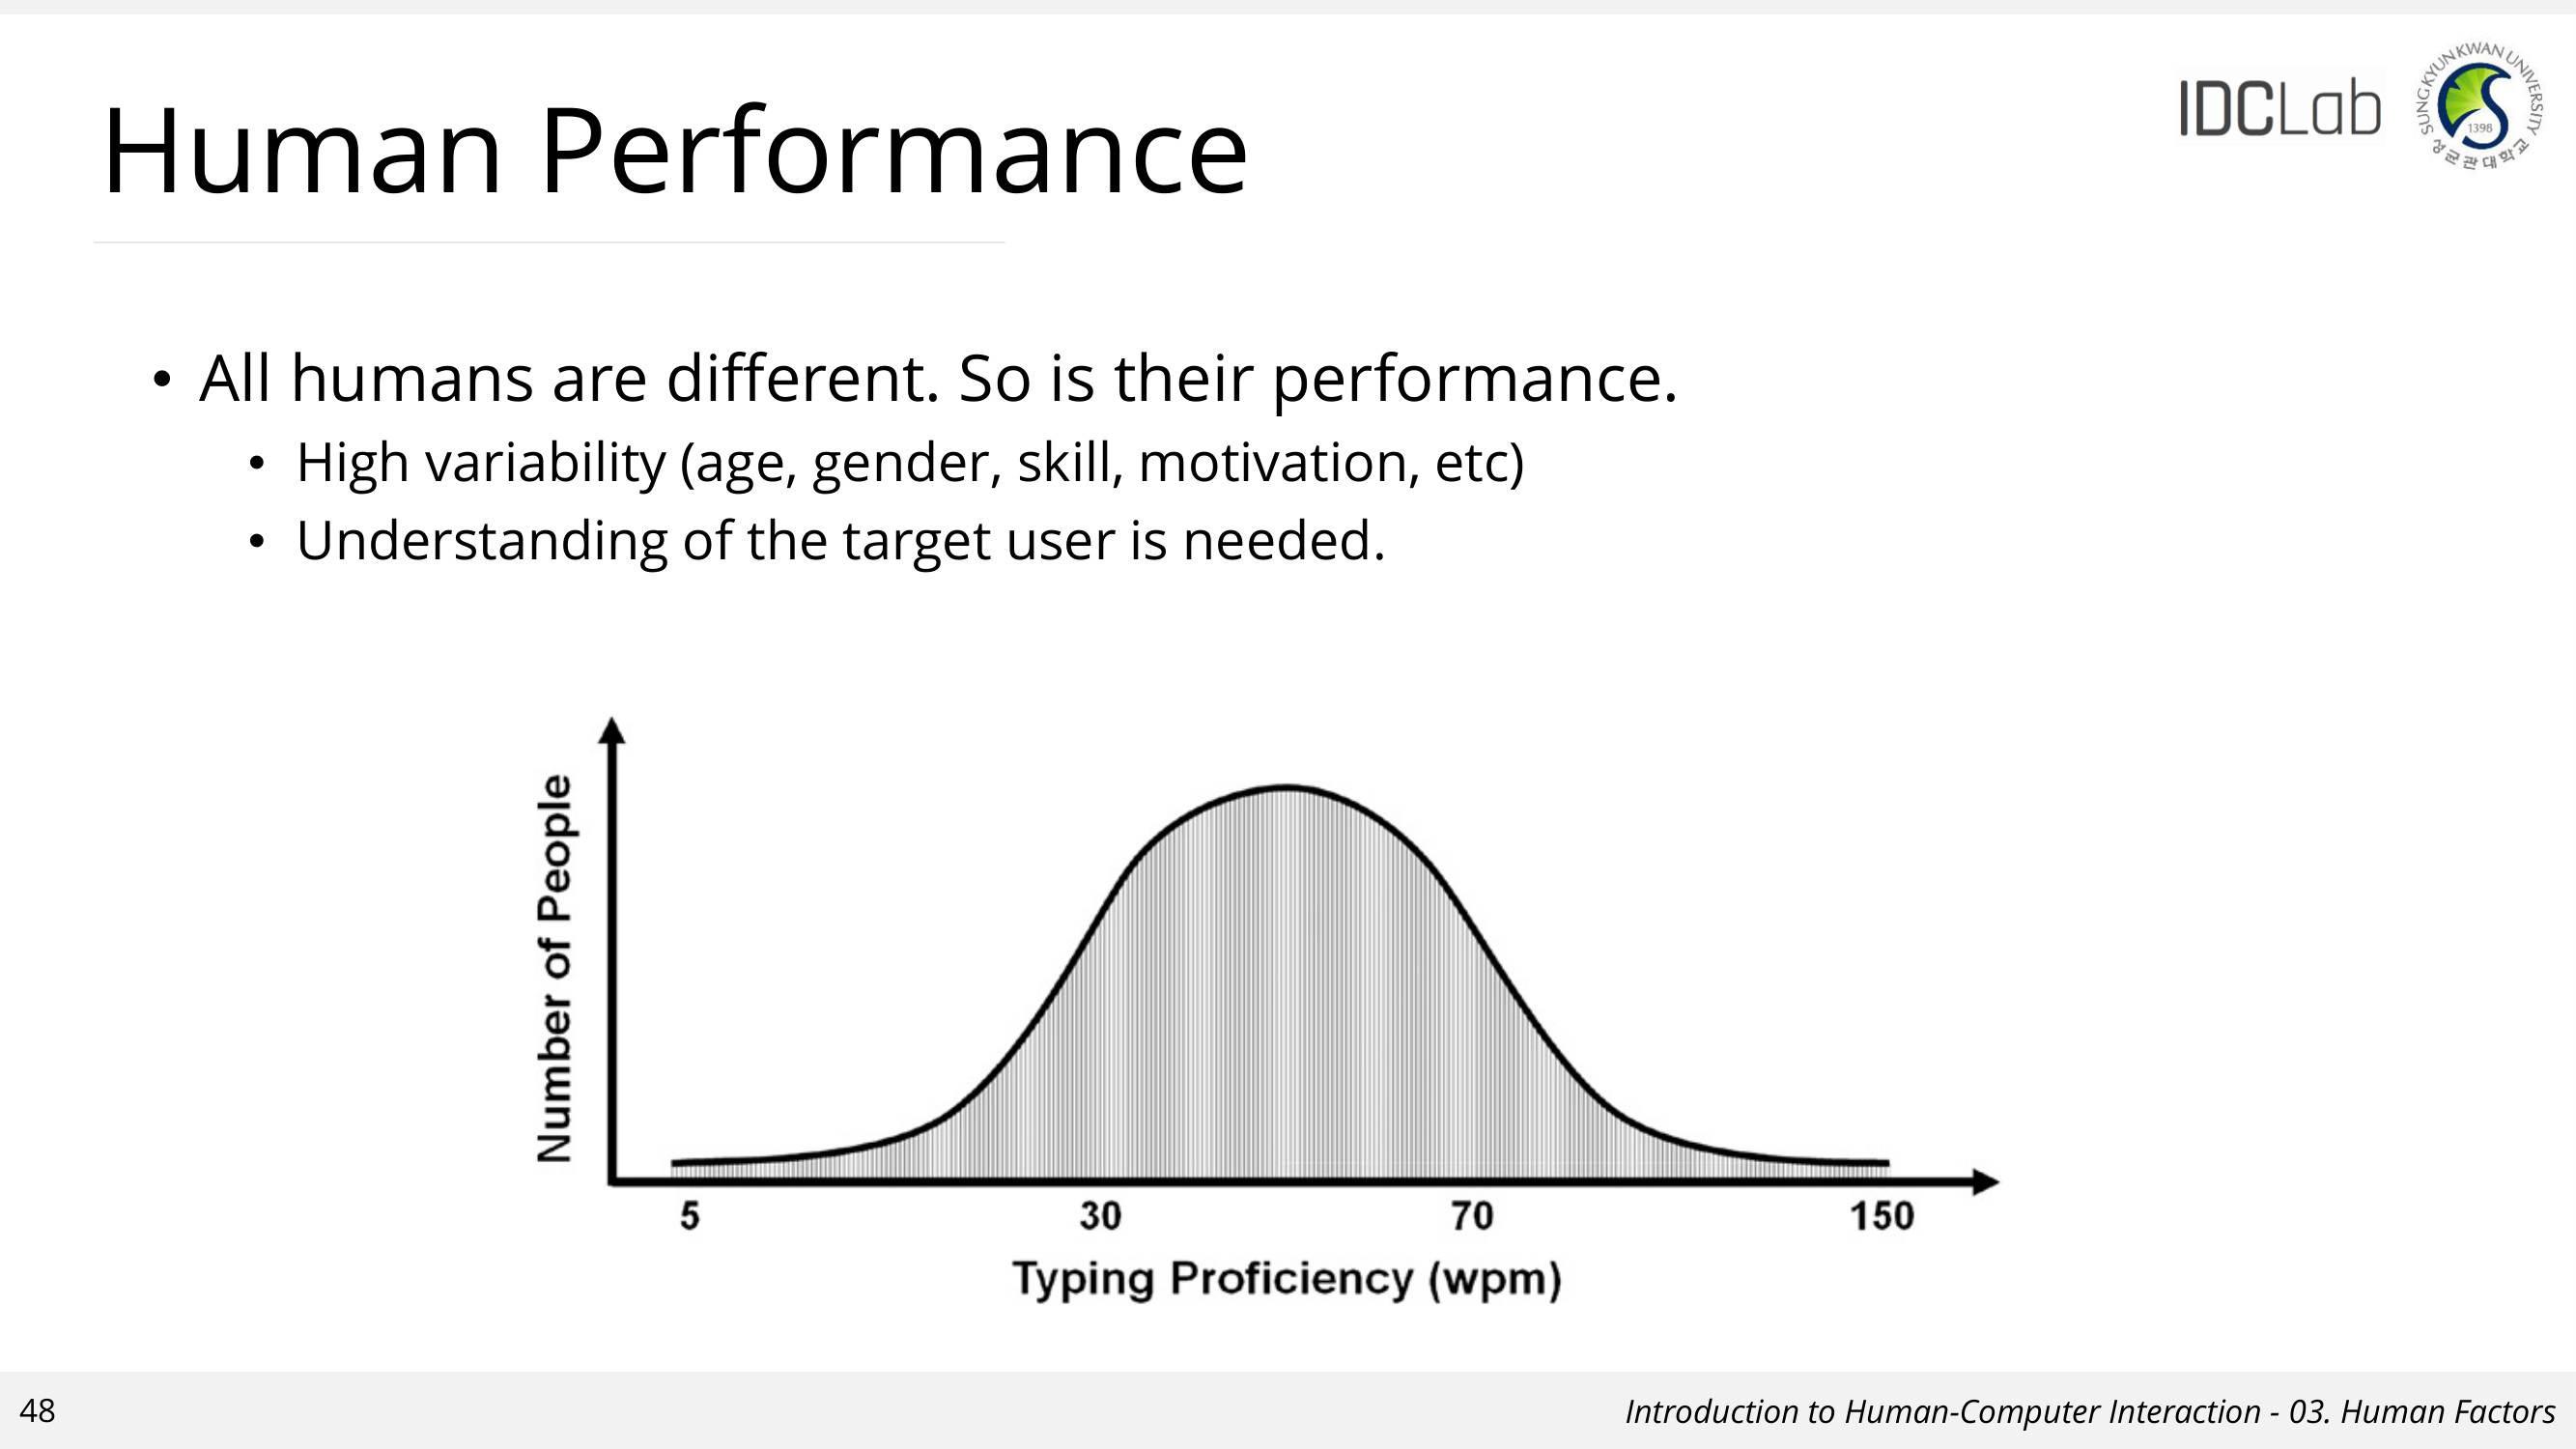 Human Performance
IDCLab
SUNGKYUNKWAN UNIVERSITY
1398
성균관대학교
• All humans are different. So is their performance.
• High variability (age, gender, skill, motivation, etc)
• Understanding of the target user is needed.
Number of People
5 30 70 150
Typing Proficiency (wpm)
48
Introduction to Human-Computer Interaction - 03. Human Factors